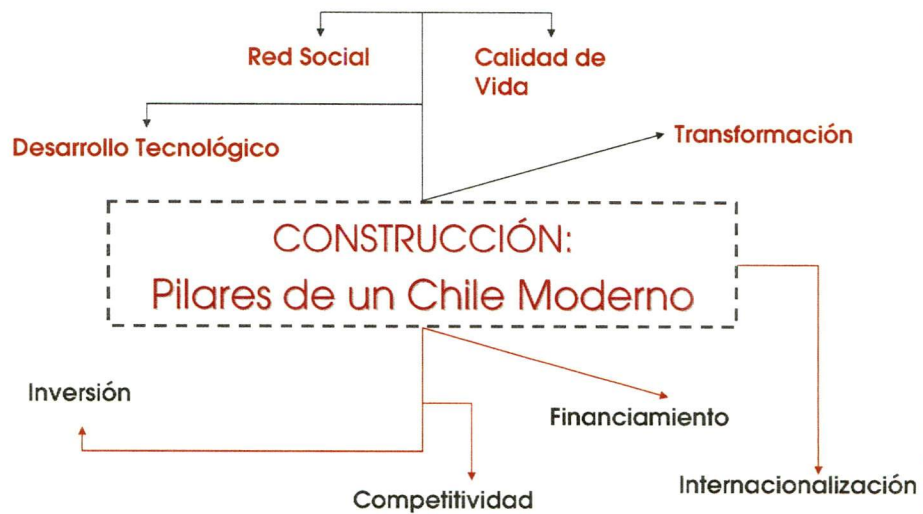 Red Social
Calidad de
Vida
Desarrollo Tecnológico
Transformación
CONSTRUCCIÓN:
Pilares de un Chile Moderno
Inversión
Financiamiento
Competitividad
Internacionalización